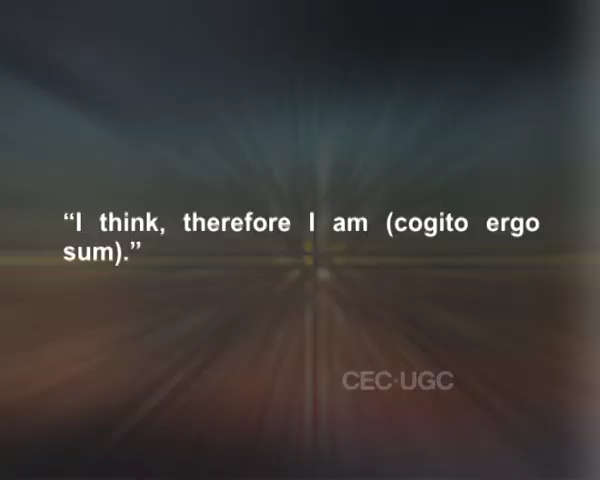 “I think, therefore I am (cogito ergo
sum).”
CEC·UGC